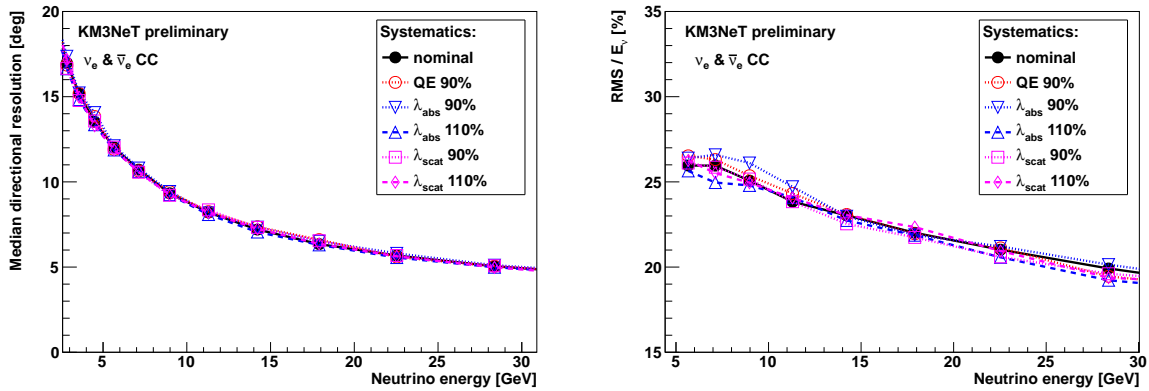 Median directional resolution [deg]
20
15
10
5
0
KM3NeT preliminary
νe & ν̄e CC
Systematics:
nominal
QE 90%
λabs 90%
λabs 110%
λscat 90%
λscat 110%
5 10 15 20 25 30
Neutrino energy [GeV]
RMS / Eν [%]
35
30
25
20
15
KM3NeT preliminary
νe & ν̄e CC
Systematics:
nominal
QE 90%
λabs 90%
λabs 110%
λscat 90%
λscat 110%
5 10 15 20 25 30
Neutrino energy [GeV]